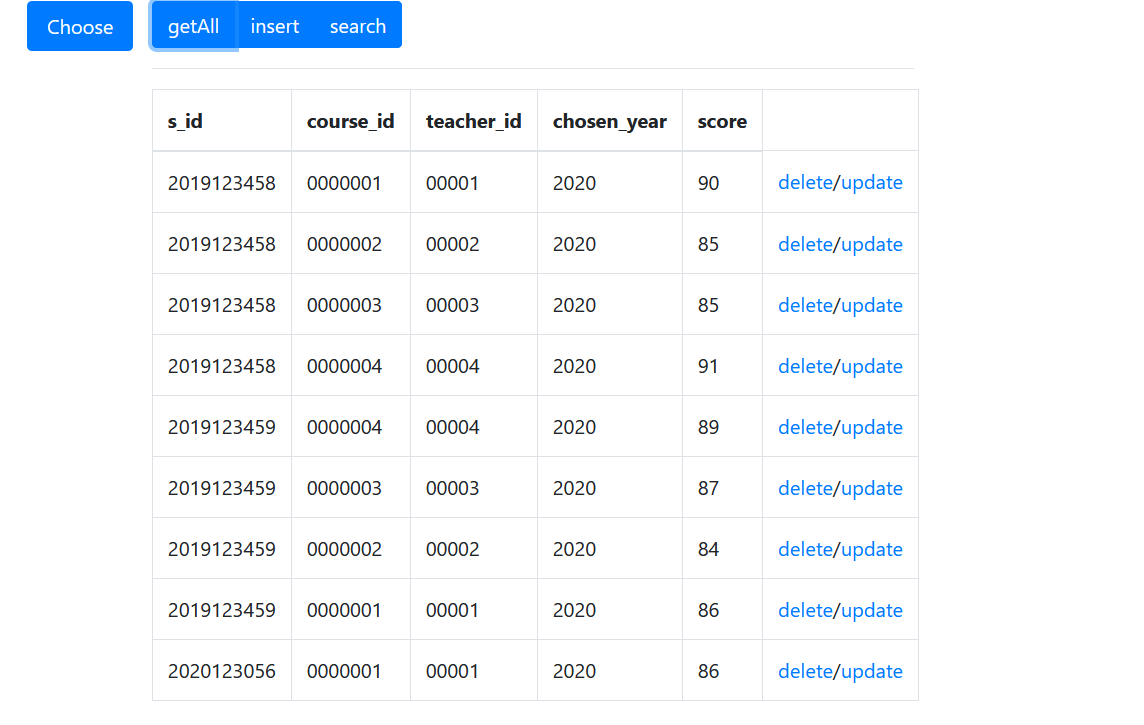 Choose getAll insert search
s_id course_id teacher_id chosen_year score
2019123458 0000001 00001 2020 90 delete/update
2019123458 0000002 00002 2020 85 delete/update
2019123458 0000003 00003 2020 85 delete/update
2019123458 0000004 00004 2020 91 delete/update
2019123459 0000004 00004 2020 89 delete/update
2019123459 0000003 00003 2020 87 delete/update
2019123459 0000002 00002 2020 84 delete/update
2019123459 0000001 00001 2020 86 delete/update
2020123056 0000001 00001 2020 86 delete/update